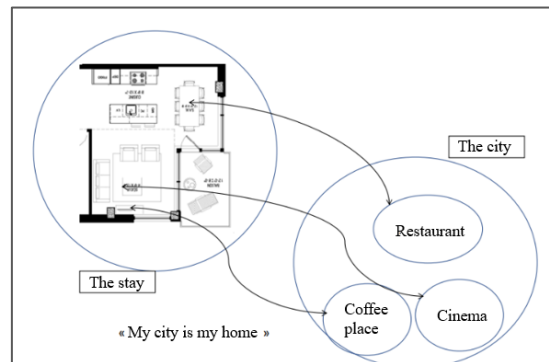 The city
Restaurant
The stay
Coffee
place
Cinema
« My city is my home »